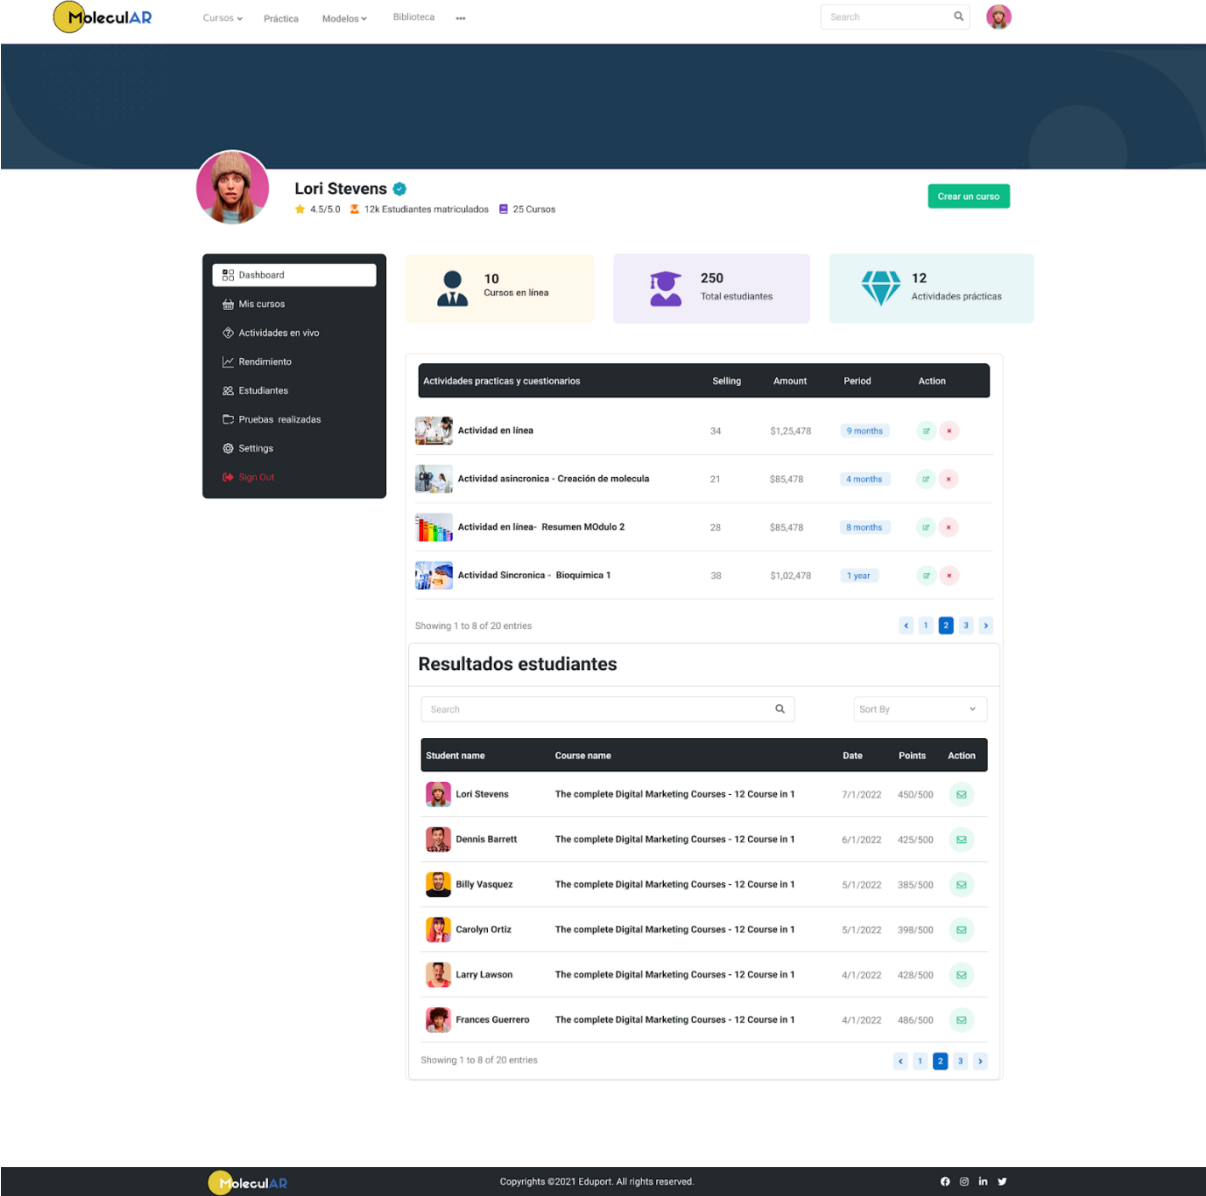 MoleculAR
Cursos Práctica Modelos Biblioteca •••
Search
Lori Stevens
4.5/5.0 12k Estudiantes matriculados 25 Cursos
Crear un curso
Dashboard
Mis cursos
Actividades en vivo
Rendimiento
Estudiantes
Pruebas realizadas
Settings
Sign Out
10
Cursos en línea
250
Total estudiantes
12
Actividades prácticas
Actividades practicas y cuestionarios Selling Amount Period Action
Actividad en línea 34 $1,25,478 9 months
Actividad asincronica - Creación de molecula 21 $85,478 4 months
Actividad en línea- Resumen MOdulo 2 28 $85,478 8 months
Actividad Sincronica - Bioquimica 1 38 $1,02,478 1 year
Showing 1 to 8 of 20 entries 1 2 3
Resultados estudiantes
Search Sort By
Student name Course name Date Points Action
Lori Stevens The complete Digital Marketing Courses - 12 Course in 1 7/1/2022 450/500
Dennis Barrett The complete Digital Marketing Courses - 12 Course in 1 6/1/2022 425/500
Billy Vasquez The complete Digital Marketing Courses - 12 Course in 1 5/1/2022 385/500
Carolyn Ortiz The complete Digital Marketing Courses - 12 Course in 1 5/1/2022 398/500
Larry Lawson The complete Digital Marketing Courses - 12 Course in 1 4/1/2022 428/500
Frances Guerrero The complete Digital Marketing Courses - 12 Course in 1 4/1/2022 486/500
Showing 1 to 8 of 20 entries 1 2 3
MoleculAR
Copyrights ©2021 Eduport. All rights reserved.